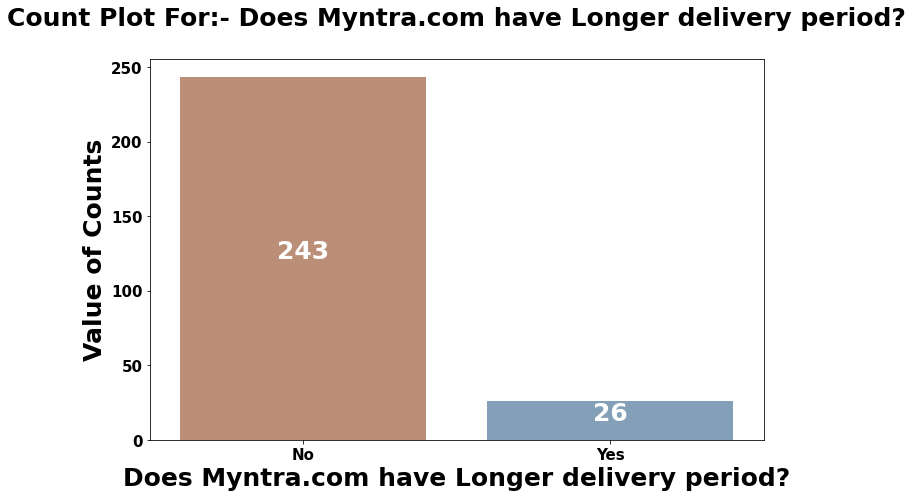 Count Plot For:- Does Myntra.com have Longer delivery period?
250
200
150
100
50
0
Value of Counts
243
26
No
Yes
Does Myntra.com have Longer delivery period?